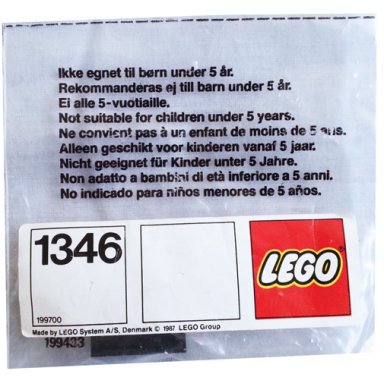 Ikke egnet til børn under 5 år.
Rekommanderas ej till barn under 5 år.
Ei alle 5-vuotiaille.
Not suitable for children under 5 years.
Ne convient pas à un enfant de moins de 5 ans.
Alleen geschikt voor kinderen vanaf 5 jaar.
Nicht geeignet für Kinder unter 5 Jahre.
Non adatto a bambini di età inferiore a 5 anni.
No indicado para niños menores de 5 años.
1346
LEGO®
199700
Made by LEGO System A/S, Denmark © 1987 LEGO Group
199433